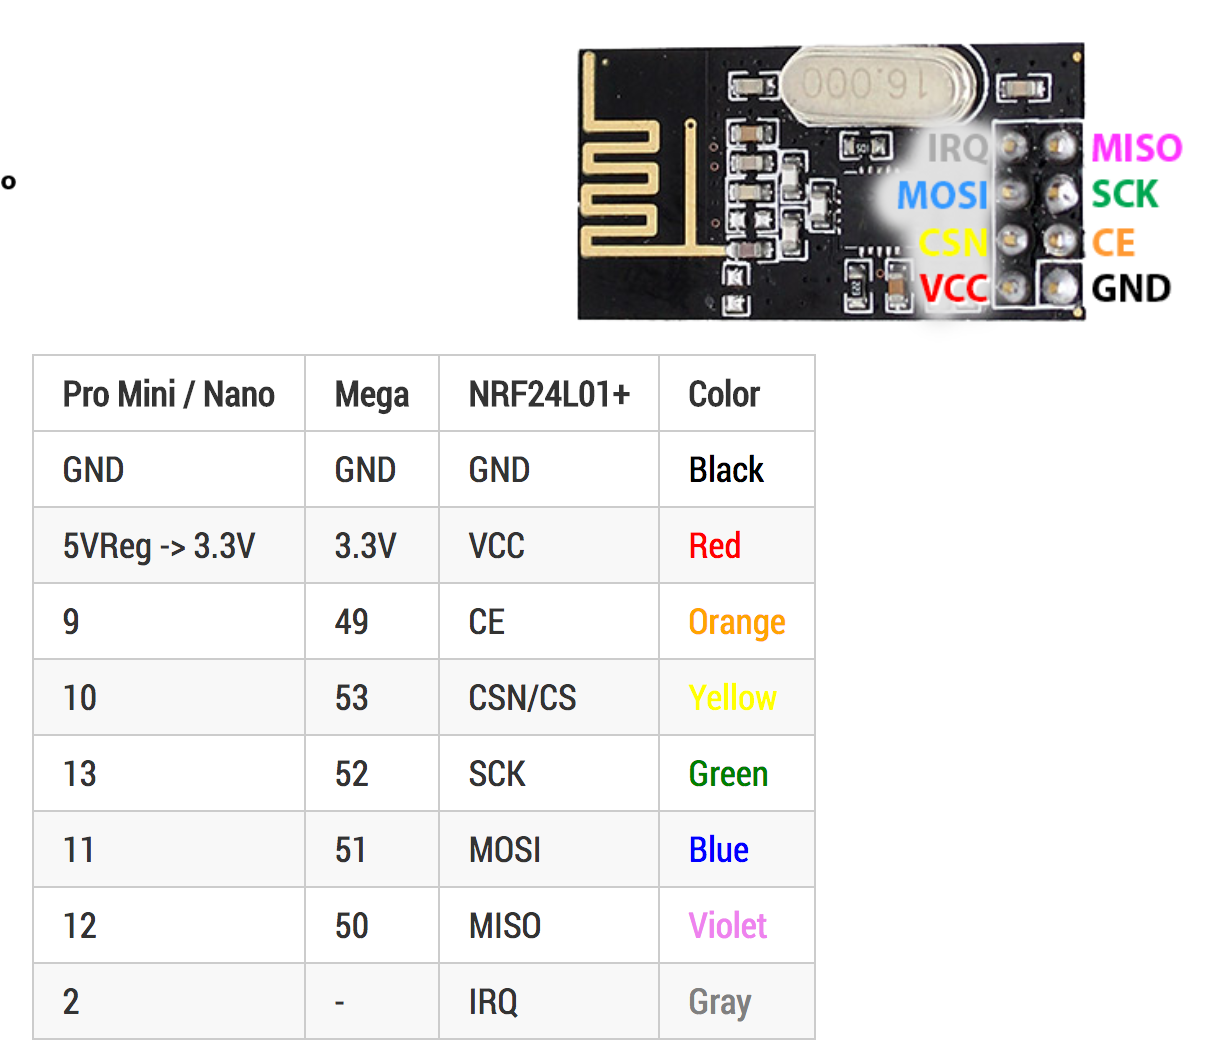 16.000
IRQ MISO
MOSI SCK
CSN CE
VCC GND
o
Pro Mini / Nano Mega NRF24L01+ Color
GND GND GND Black
5VReg -> 3.3V 3.3V VCC Red
9 49 CE Orange
10 53 CSN/CS Yellow
13 52 SCK Green
11 51 MOSI Blue
12 50 MISO Violet
2 - IRQ Gray